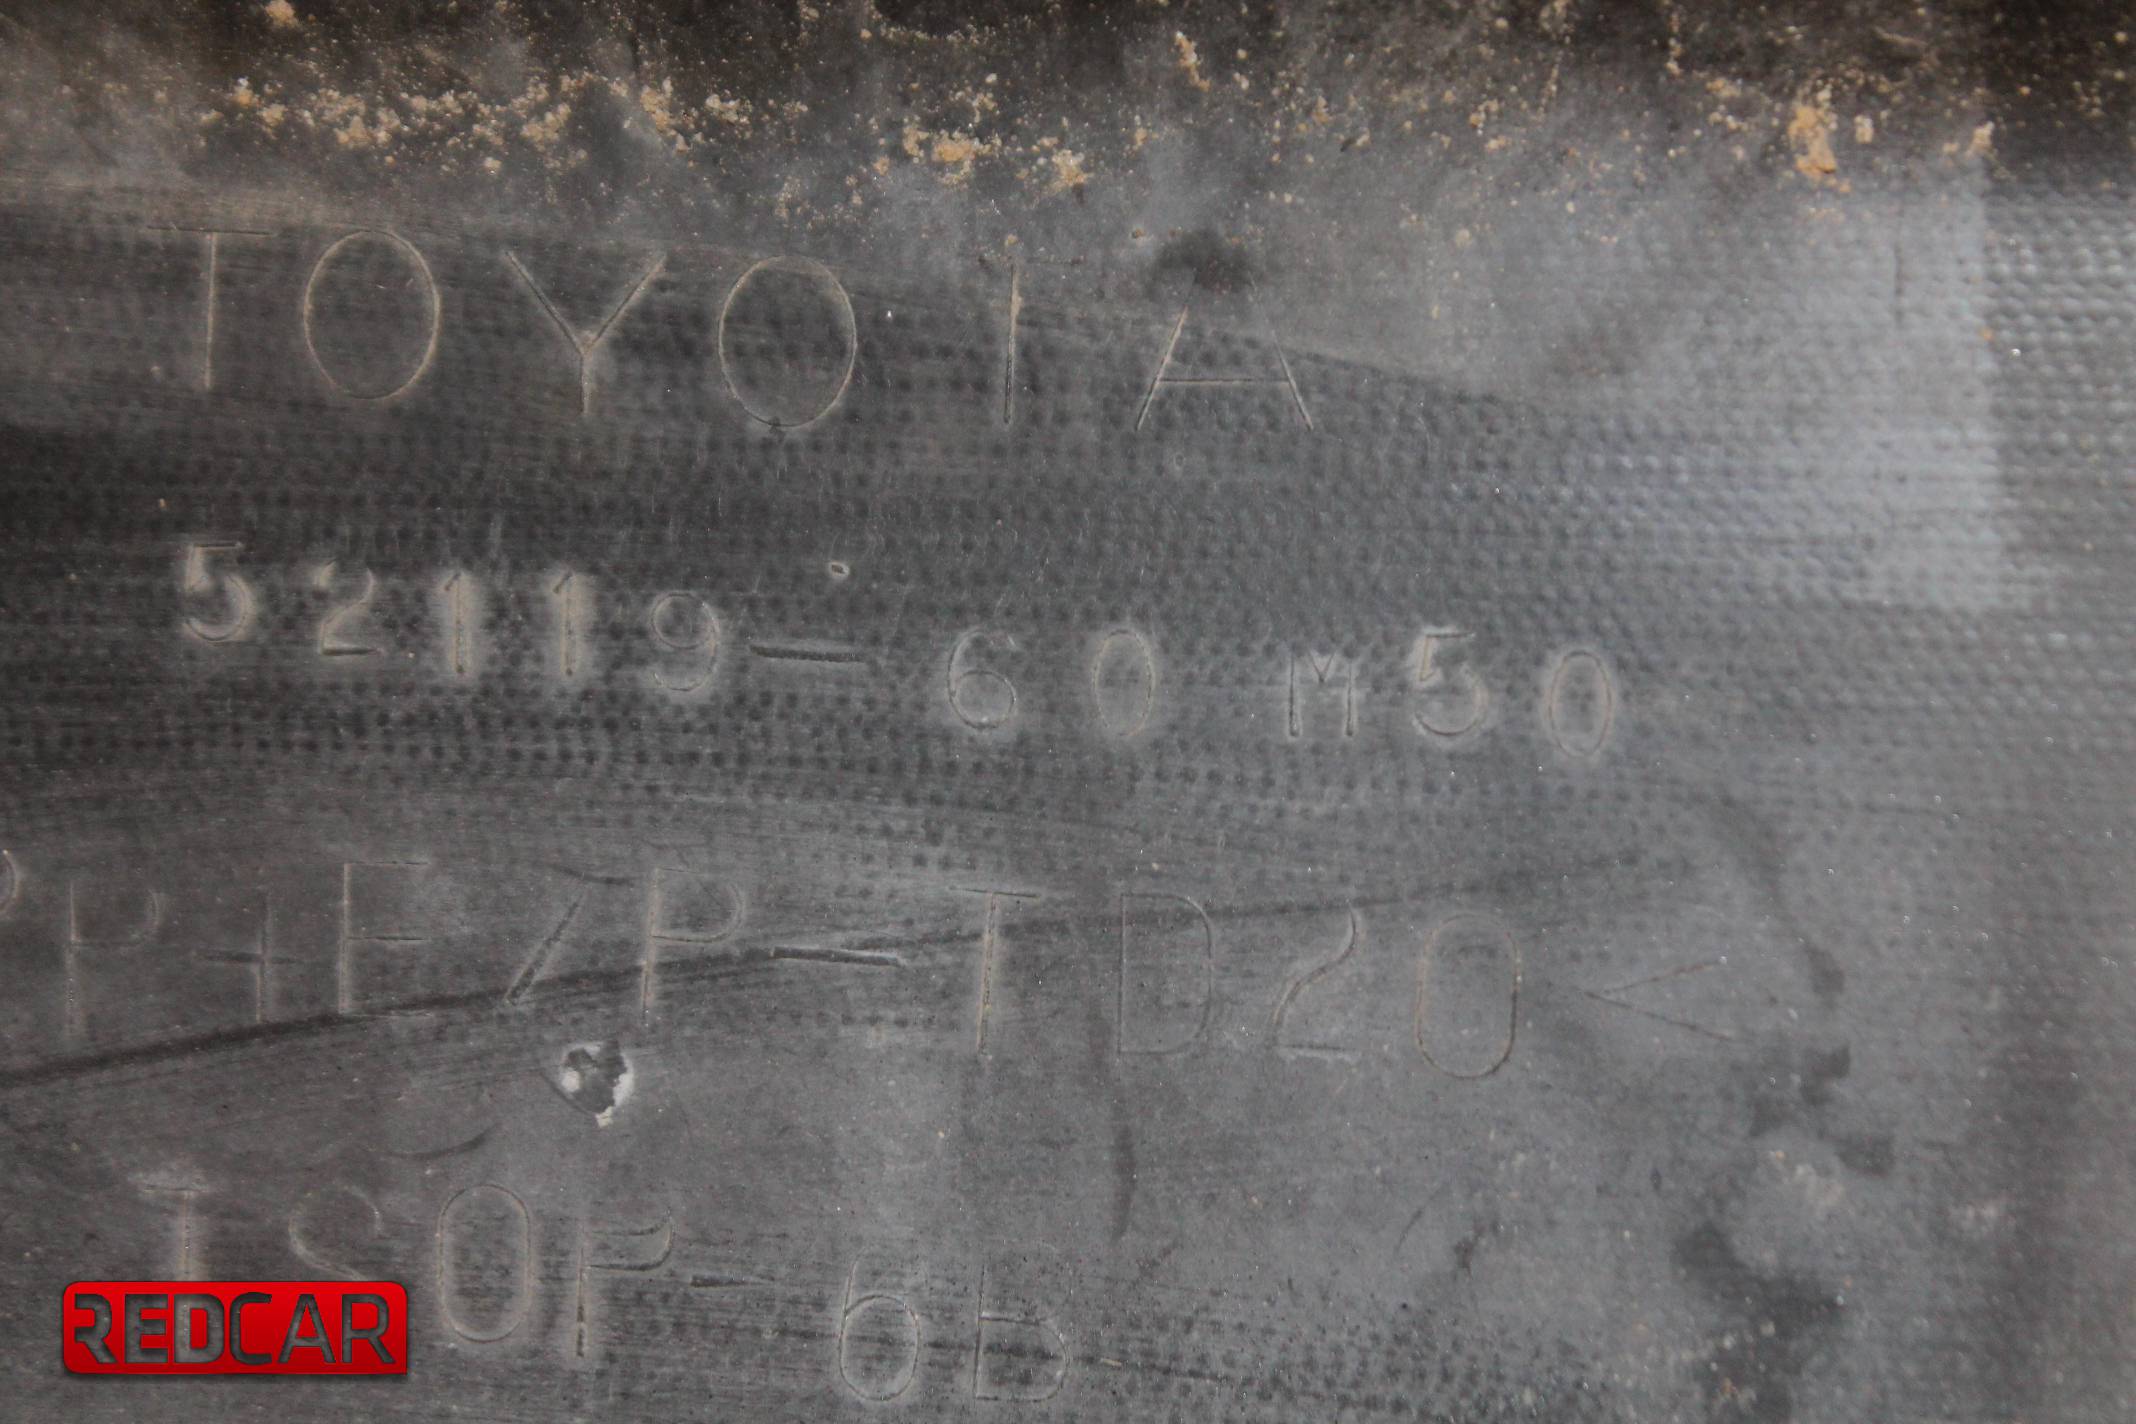 TOYOTA
52119-60M50
PP+E/P-TD20<
TSOP-6B
REDCAR